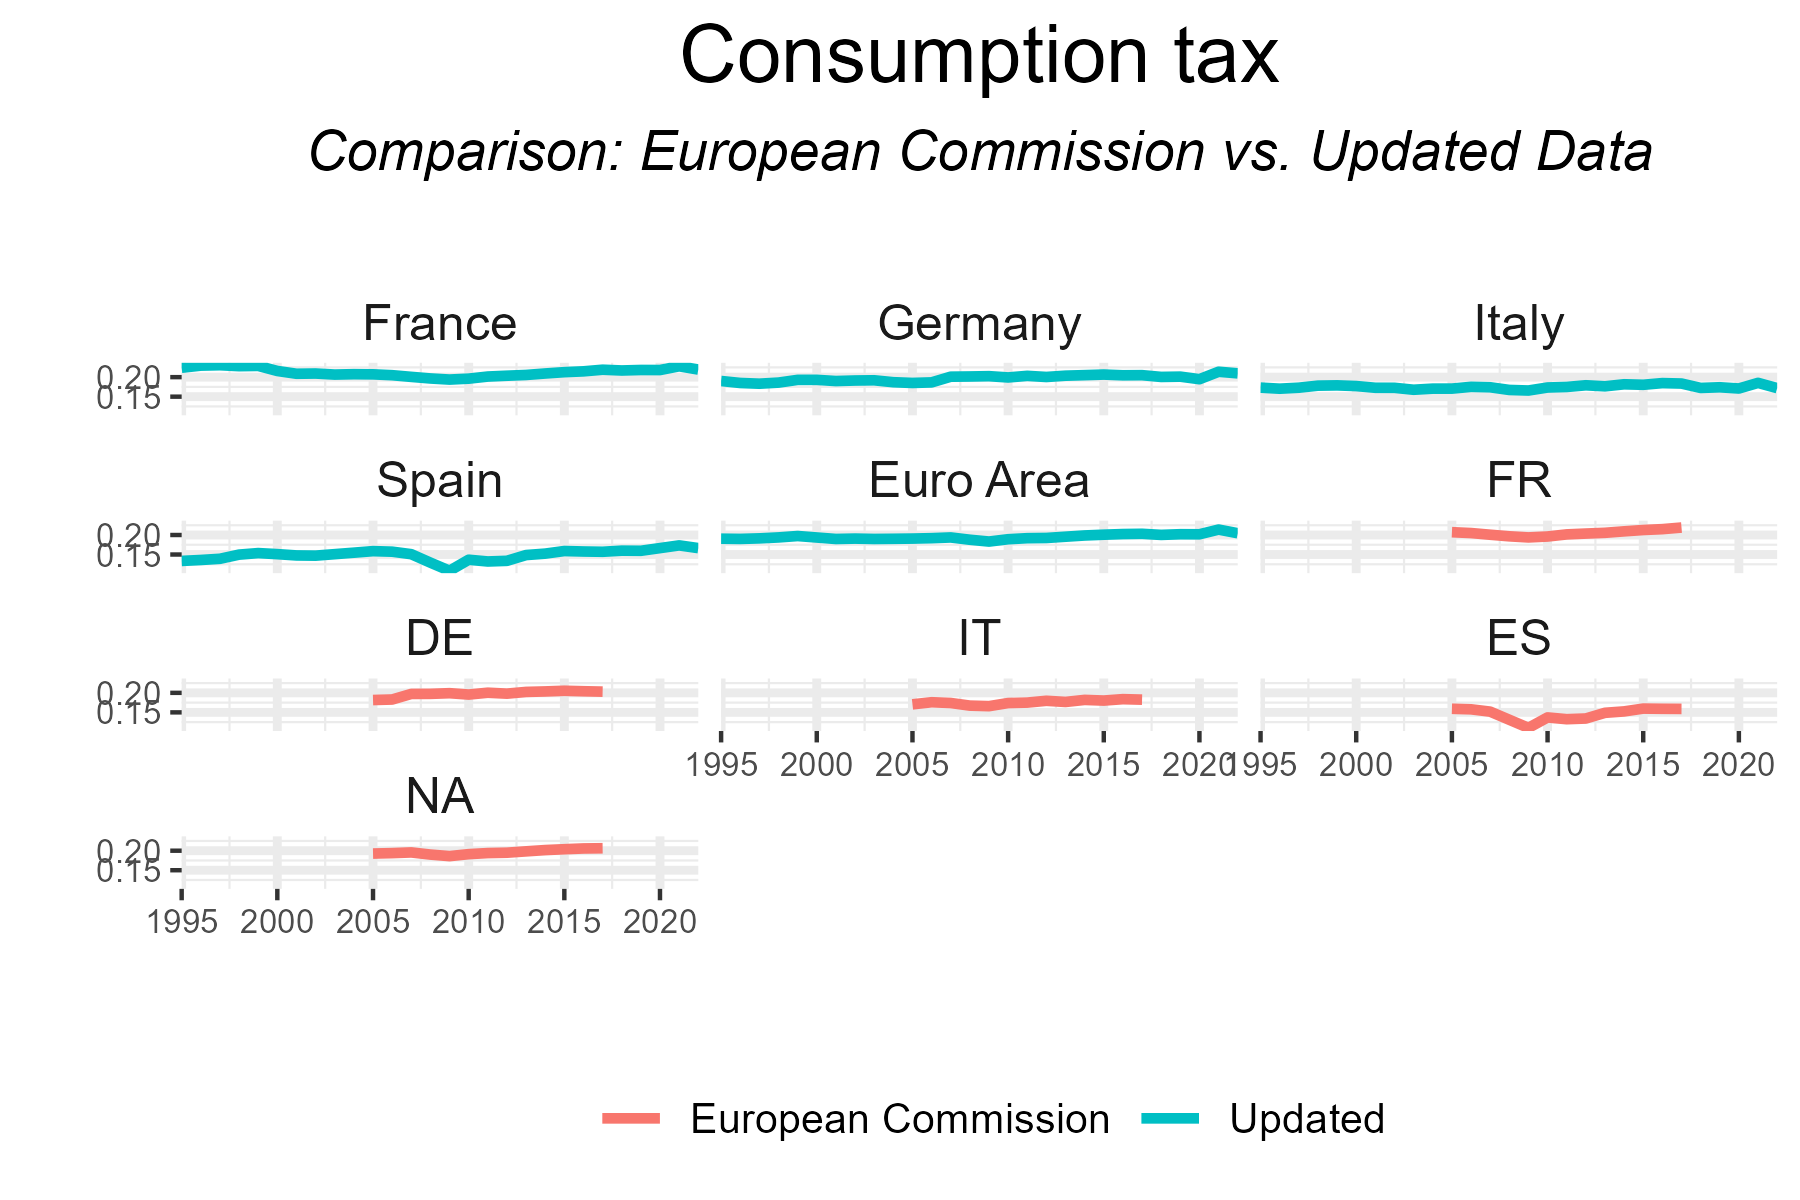 Consumption tax
Comparison: European Commission vs. Updated Data
France Germany Italy
0.20
0.15
Spain Euro Area FR
0.20
0.15
DE IT ES
0.20
0.15
1995 2000 2005 2010 2015 2020 1995 2000 2005 2010 2015 2020
NA
0.20
0.15
1995 2000 2005 2010 2015 2020
European Commission Updated